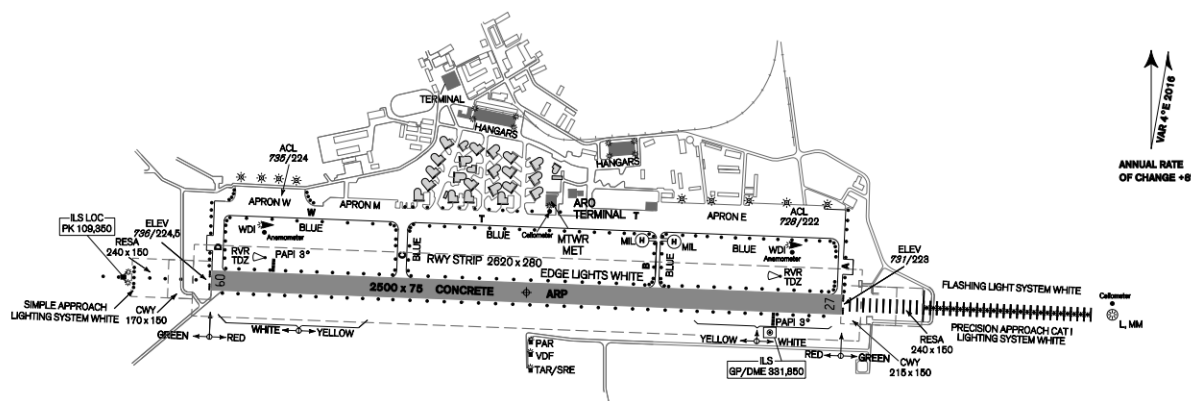 TERMINAL
HANGARS
HANGARS
VAR 4°E 2016
ANNUAL RATE
OF CHANGE +8
ACL
735/224
APRON W
W
APRON M
ARO
TERMINAL
T
T
APRON E
ACL
728/222
ILS LOC
PK 109,350
ELEV
736/224,5
RESA
240 x 150
WDI
Anemometer
BLUE
BLUE
BLUE
Ceilometer
MTWR
MET
MIL
H
H
MIL
BLUE
WDI
Anemometer
ELEV
731/223
D
RVR
TDZ
PAPI 3°
C
BLUE
RWY STRIP 2620 x 280
EDGE LIGHTS WHITE
B
BLUE
RVR
TDZ
A
09
2500 x 75 CONCRETE
ARP
27
FLASHING LIGHT SYSTEM WHITE
Ceilometer
L, MM
SIMPLE APPROACH
LIGHTING SYSTEM WHITE
CWY
170 x 150
GREEN
RED
WHITE
YELLOW
PAR
VDF
TAR/SRE
PAPI 3°
YELLOW
WHITE
ILS
GP/DME 331,850
RED
GREEN
CWY
215 x 150
RESA
240 x 150
PRECISION APPROACH CAT I
LIGHTING SYSTEM WHITE